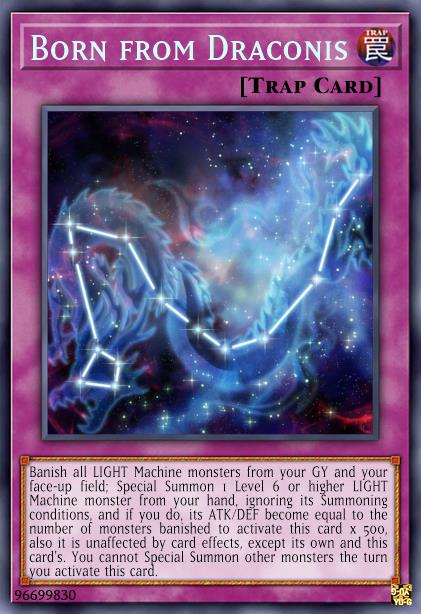 Born from Draconis
TRAP
罠
[Trap Card]
Banish all LIGHT Machine monsters from your GY and your
face-up field; Special Summon 1 Level 6 or higher LIGHT
Machine monster from your hand, ignoring its Summoning
conditions, and if you do, its ATK/DEF become equal to the
number of monsters banished to activate this card x 500,
also it is unaffected by card effects, except its own and this
card's. You cannot Special Summon other monsters the turn
you activate this card.
96699830